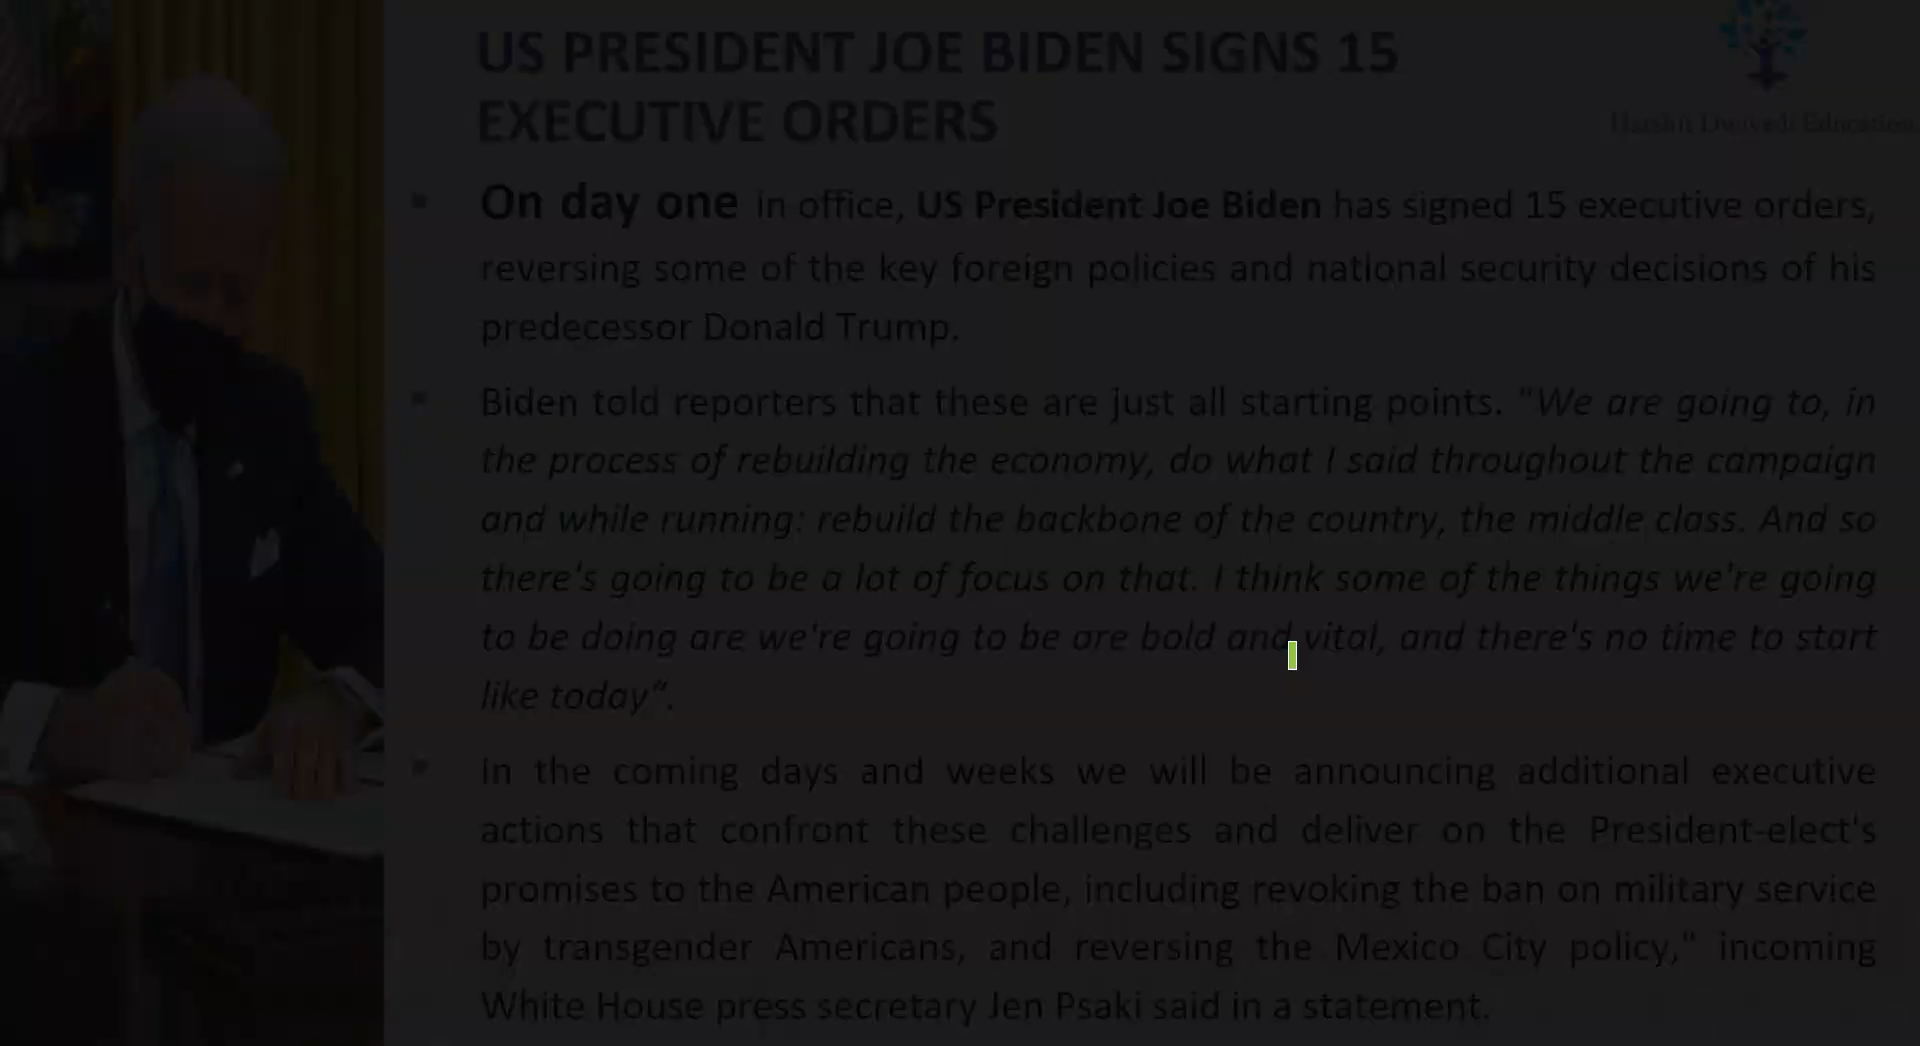 US PRESIDENT JOE BIDEN SIGNS 15
EXECUTIVE ORDERS
Harshit Dwivedi Education
▪ On day one in office, US President Joe Biden has signed 15 executive orders,
reversing some of the key foreign policies and national security decisions of his
predecessor Donald Trump.
▪ Biden told reporters that these are just all starting points. "We are going to, in
the process of rebuilding the economy, do what I said throughout the campaign
and while running: rebuild the backbone of the country, the middle class. And so
there's going to be a lot of focus on that. I think some of the things we're going
to be doing are we're going to be are bold and vital, and there's no time to start
like today”.
▪ In the coming days and weeks we will be announcing additional executive
actions that confront these challenges and deliver on the President-elect's
promises to the American people, including revoking the ban on military service
by transgender Americans, and reversing the Mexico City policy," incoming
White House press secretary Jen Psaki said in a statement.